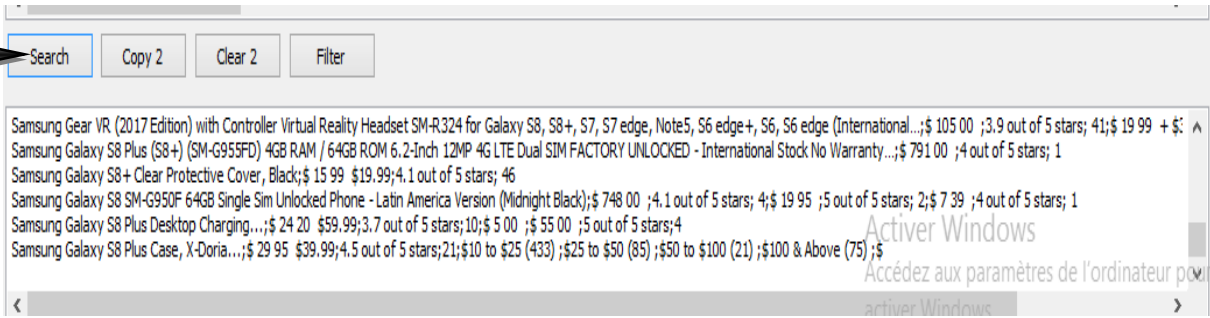 Search Copy 2 Clear 2 Filter
Samsung Gear VR (2017 Edition) with Controller Virtual Reality Headset SM-R324 for Galaxy S8, S8+, S7, S7 edge, Note5, S6 edge+, S6, S6 edge (International...;$ 105 00 ;3.9 out of 5 stars; 41;$ 19 99 + $
Samsung Galaxy S8 Plus (S8+) (SM-G955FD) 4GB RAM / 64GB ROM 6.2-Inch 12MP 4G LTE Dual SIM FACTORY UNLOCKED - International Stock No Warranty...;$ 791 00 ;4 out of 5 stars; 1
Samsung Galaxy S8+ Clear Protective Cover, Black;$ 15 99 $19.99;4.1 out of 5 stars; 46
Samsung Galaxy S8 SM-G950F 64GB Single Sim Unlocked Phone - Latin America Version (Midnight Black);$ 748 00 ;4.1 out of 5 stars; 4;$ 19 95 ;5 out of 5 stars; 2;$ 7 39 ;4 out of 5 stars; 1
Samsung Galaxy S8 Plus Desktop Charging...;$ 24 20 $59.99;3.7 out of 5 stars;10;$ 5 00 ;$ 55 00 ;5 out of 5 stars;4
Samsung Galaxy S8 Plus Case, X-Doria...;$ 29 95 $39.99;4.5 out of 5 stars;21;$10 to $25 (433) ;$25 to $50 (85) ;$50 to $100 (21) ;$100 & Above (75) ;$
Activer Windows
Accédez aux paramètres de l'ordinateur pour
activer Windows